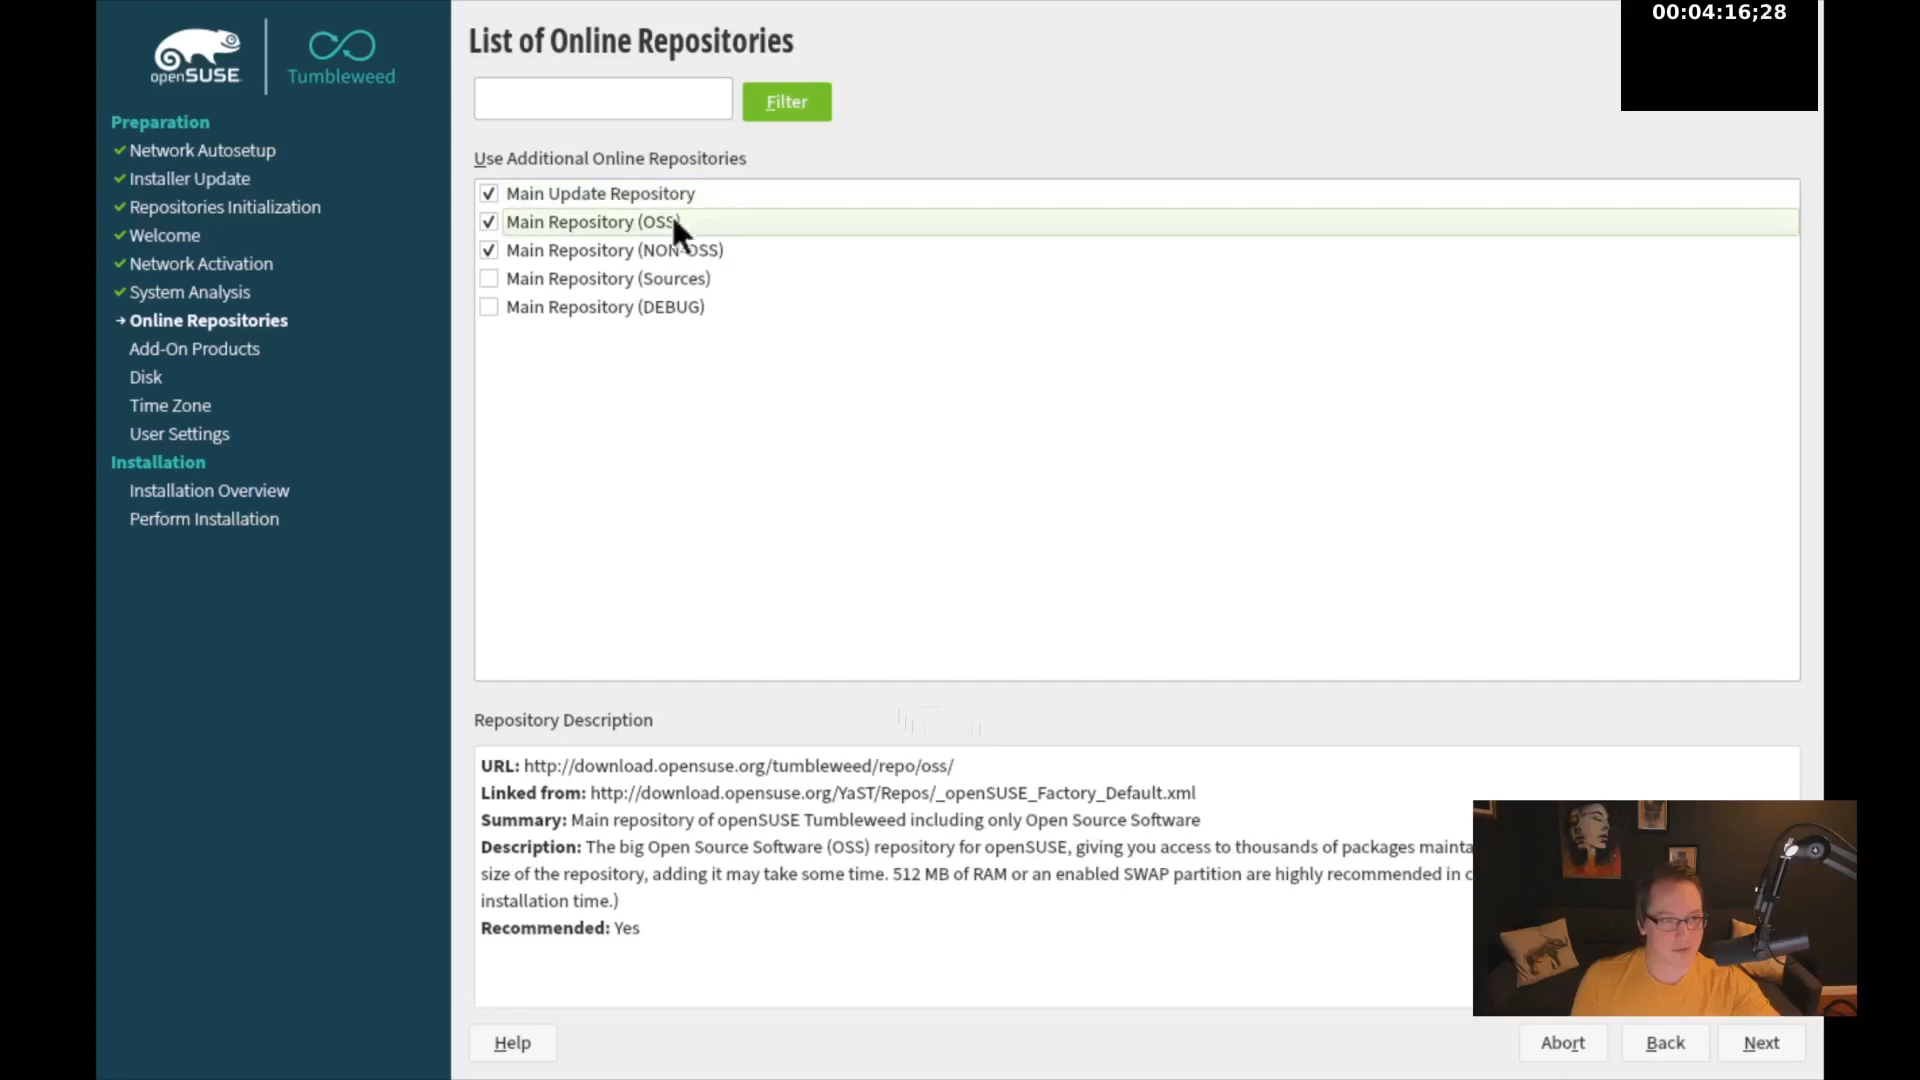 00:04:16;28
openSUSE
Tumbleweed
Preparation
Network Autosetup
Installer Update
Repositories Initialization
Welcome
Network Activation
System Analysis
Online Repositories
Add-On Products
Disk
Time Zone
User Settings
Installation
Installation Overview
Perform Installation
List of Online Repositories
Filter
Use Additional Online Repositories
Main Update Repository
Main Repository (OSS)
Main Repository (NON-OSS)
Main Repository (Sources)
Main Repository (DEBUG)
Repository Description
URL: http://download.opensuse.org/tumbleweed/repo/oss/
Linked from: http://download.opensuse.org/YaST/Repos/_openSUSE_Factory_Default.xml
Summary: Main repository of openSUSE Tumbleweed including only Open Source Software
Description: The big Open Source Software (OSS) repository for openSUSE, giving you access to thousands of packages
size of the repository, adding it may take some time. 512 MB of RAM or an enabled SWAP partition are highly recommended in
installation time.)
Recommended: Yes
Help
Abort
Back
Next